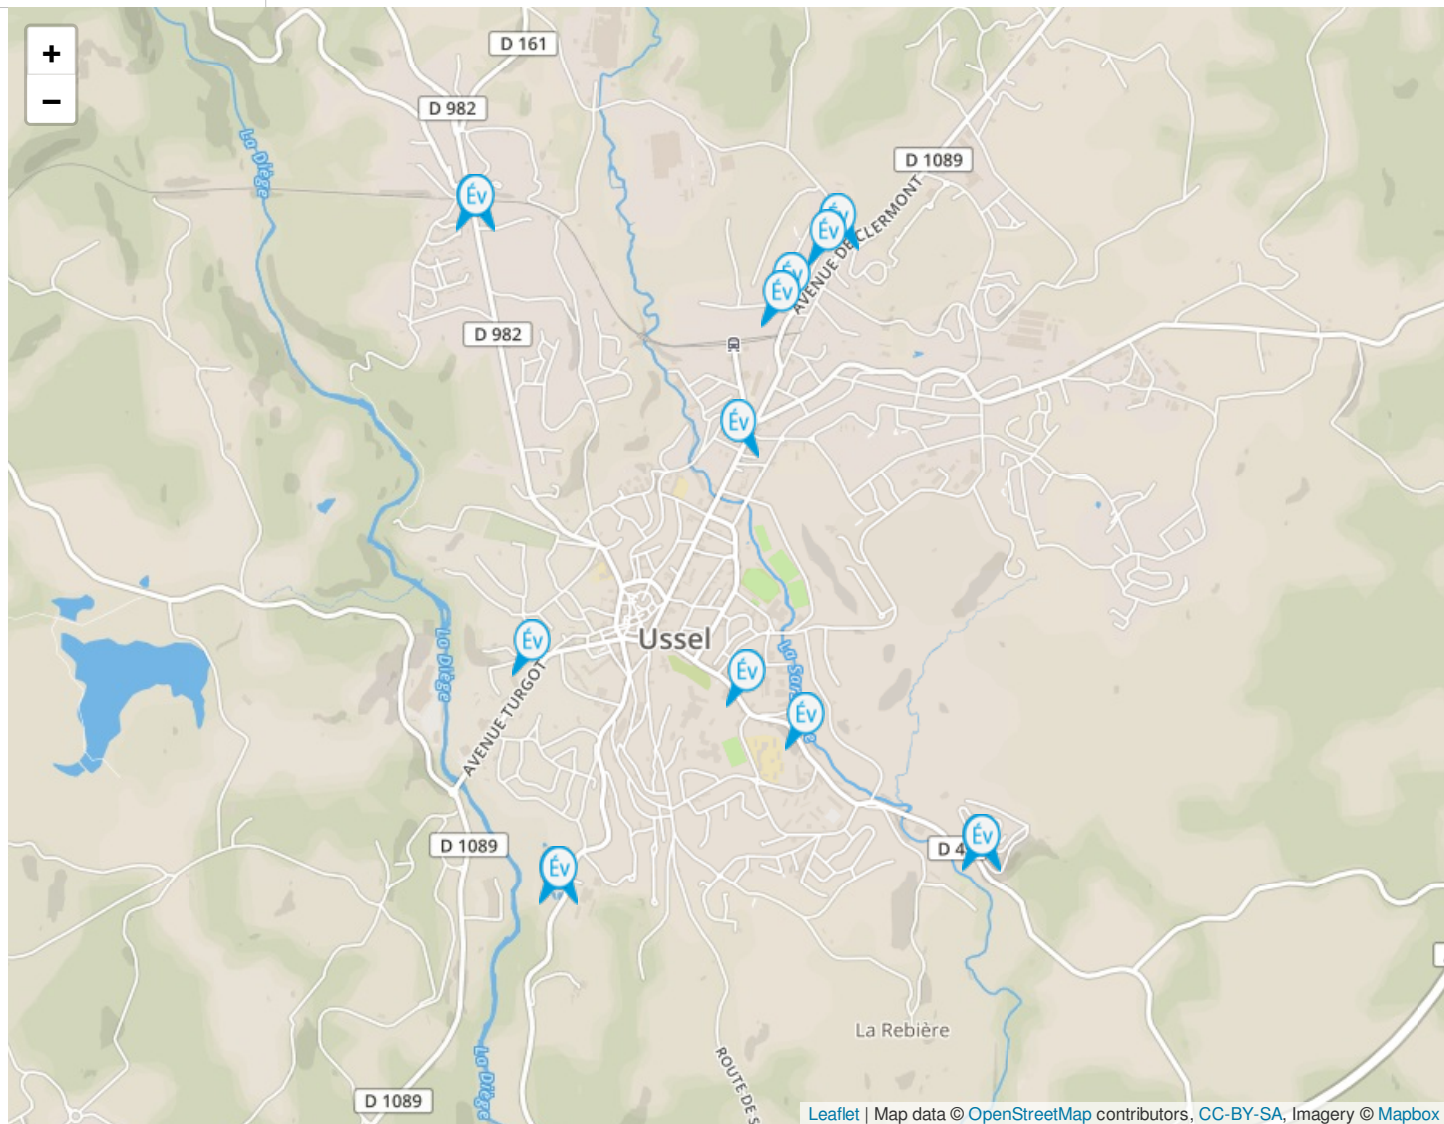 +
−
D 161
D 982
La Diège
D 1089
Év
Év
Év
AVENUE DE CLERMONT
Év
Év
D 982
Év
Ussel
Év
La Diège
Év
AVENUE TURGOT
Év
Év
D 1089
D 4
Év
La Rebière
La Diège
ROUTE DE S
D 1089
Leaflet | Map data © OpenStreetMap contributors, CC-BY-SA, Imagery © Mapbox